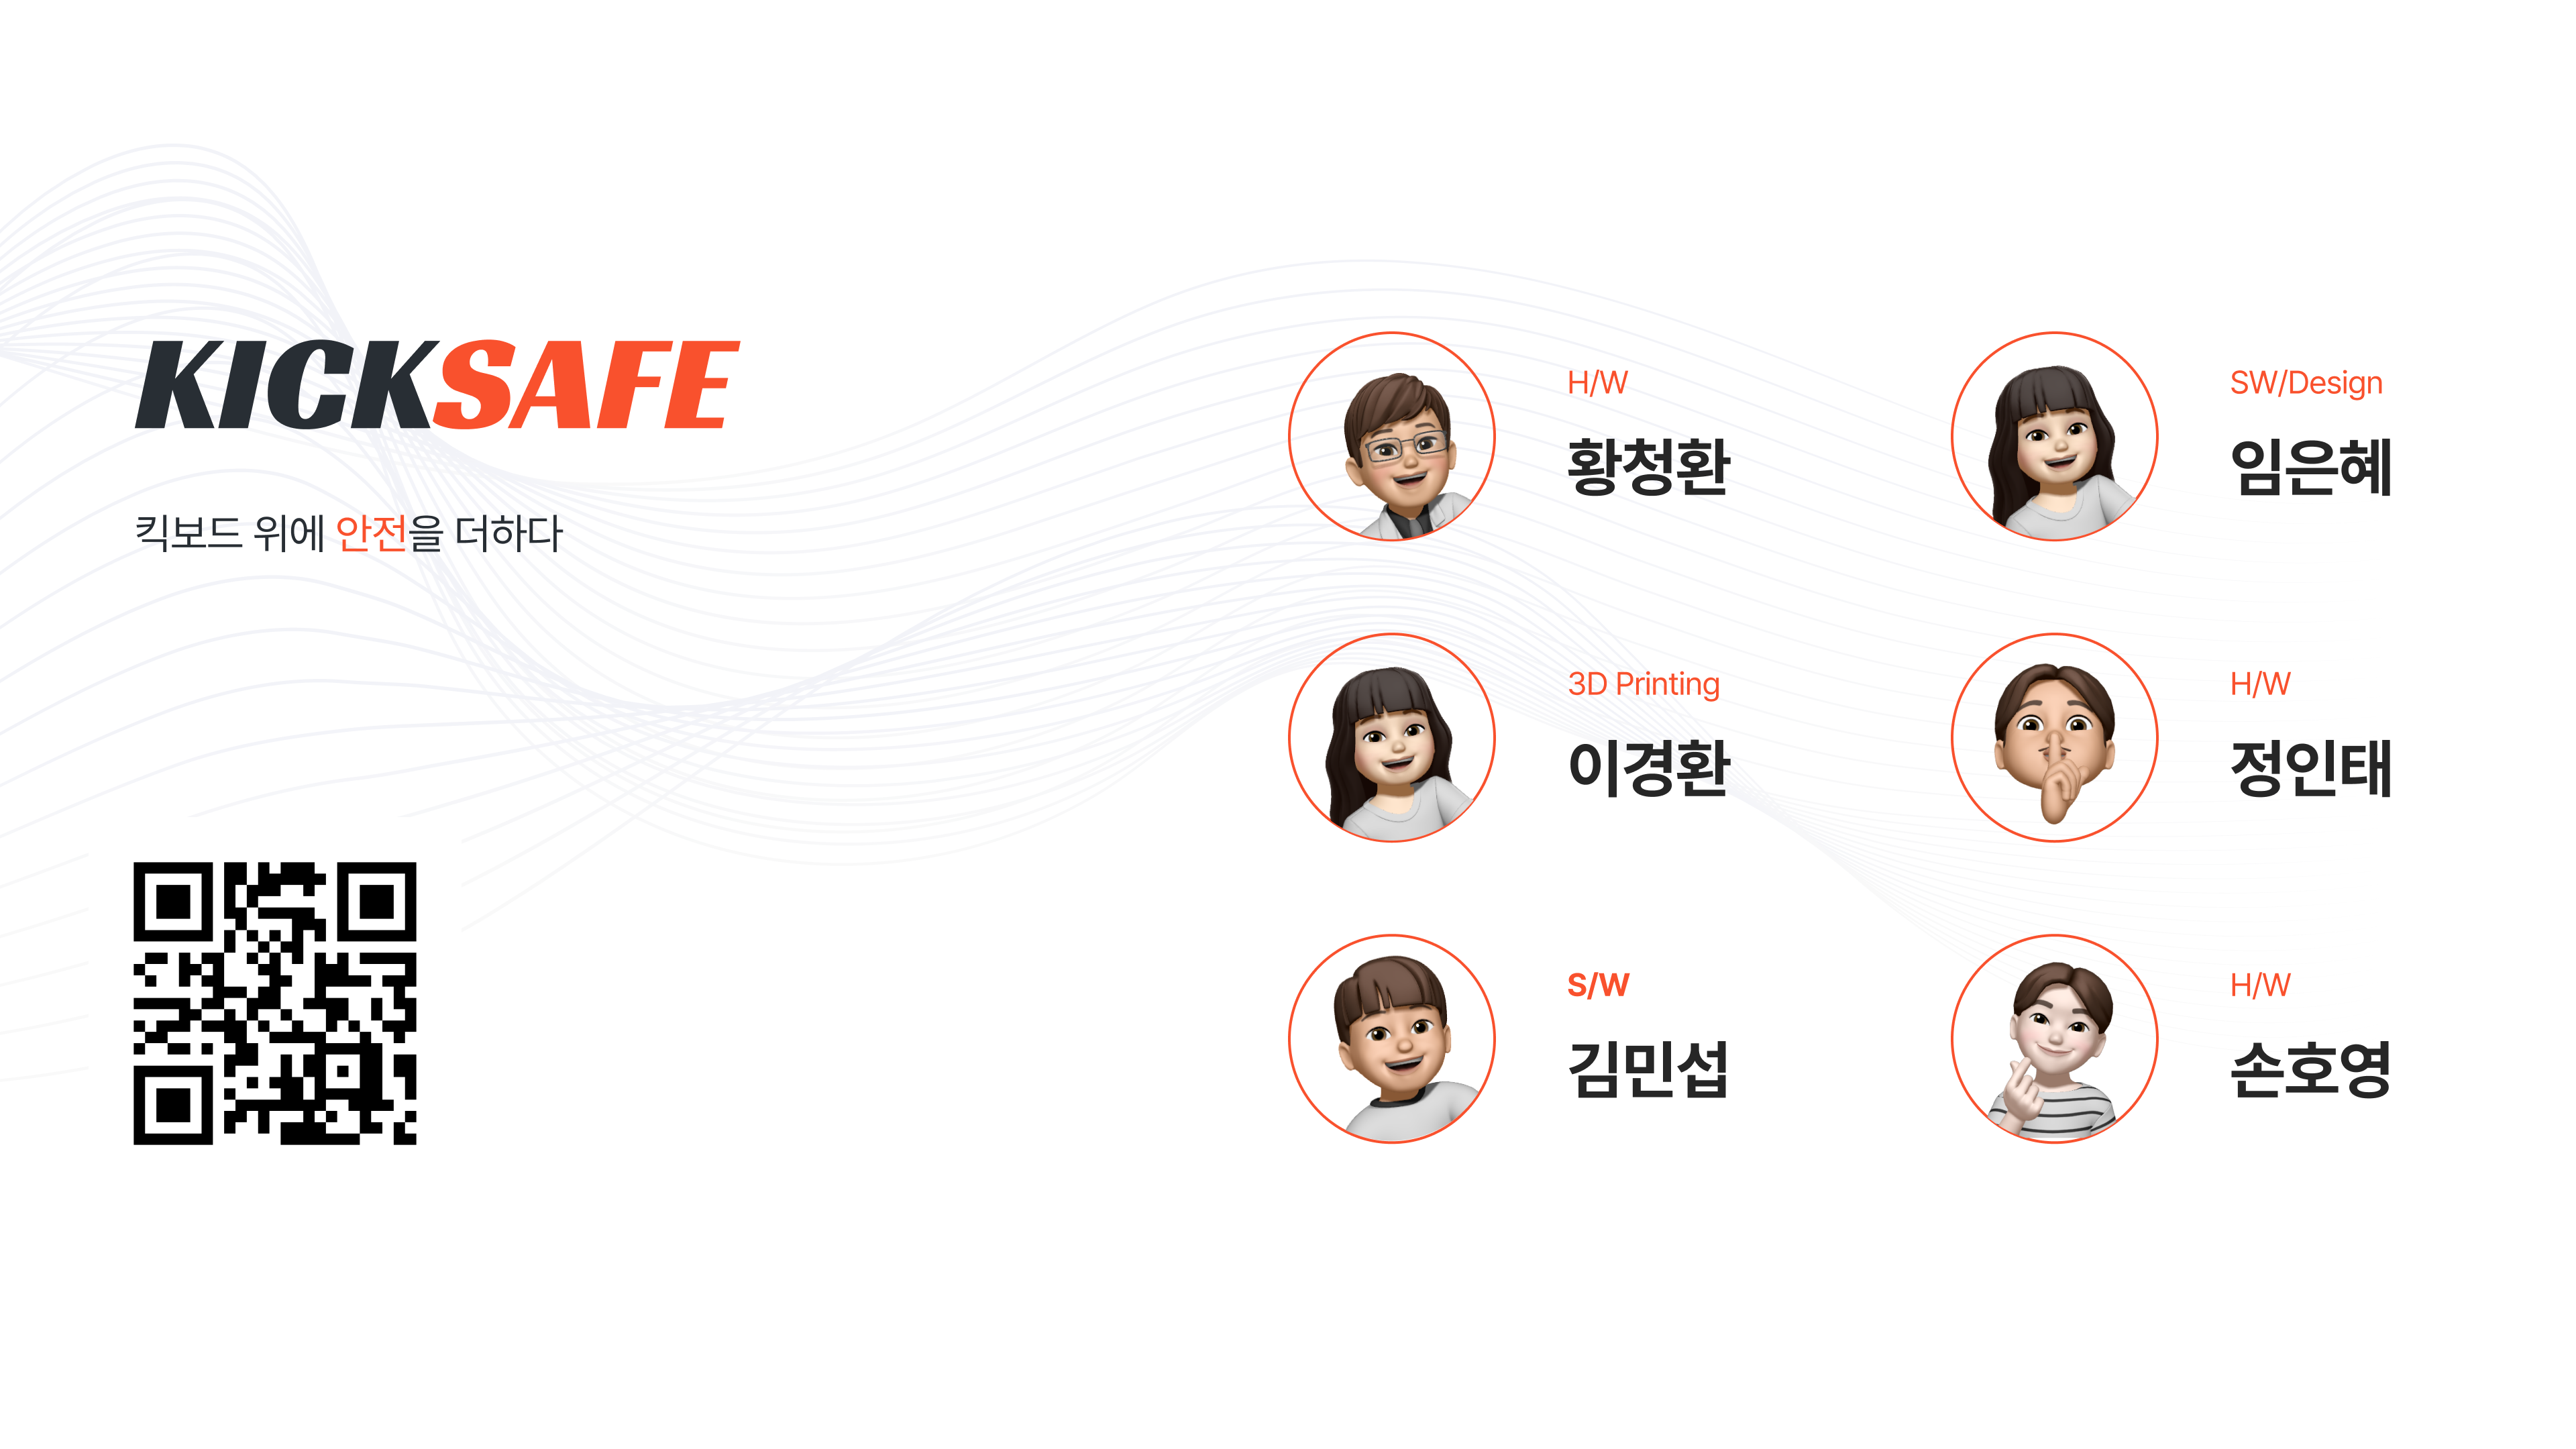 KICKSAFE
킥보드 위에 안전을 더하다
H/W
황청환
SW/Design
임은혜
3D Printing
이경환
H/W
정인태
S/W
김민섭
H/W
손호영